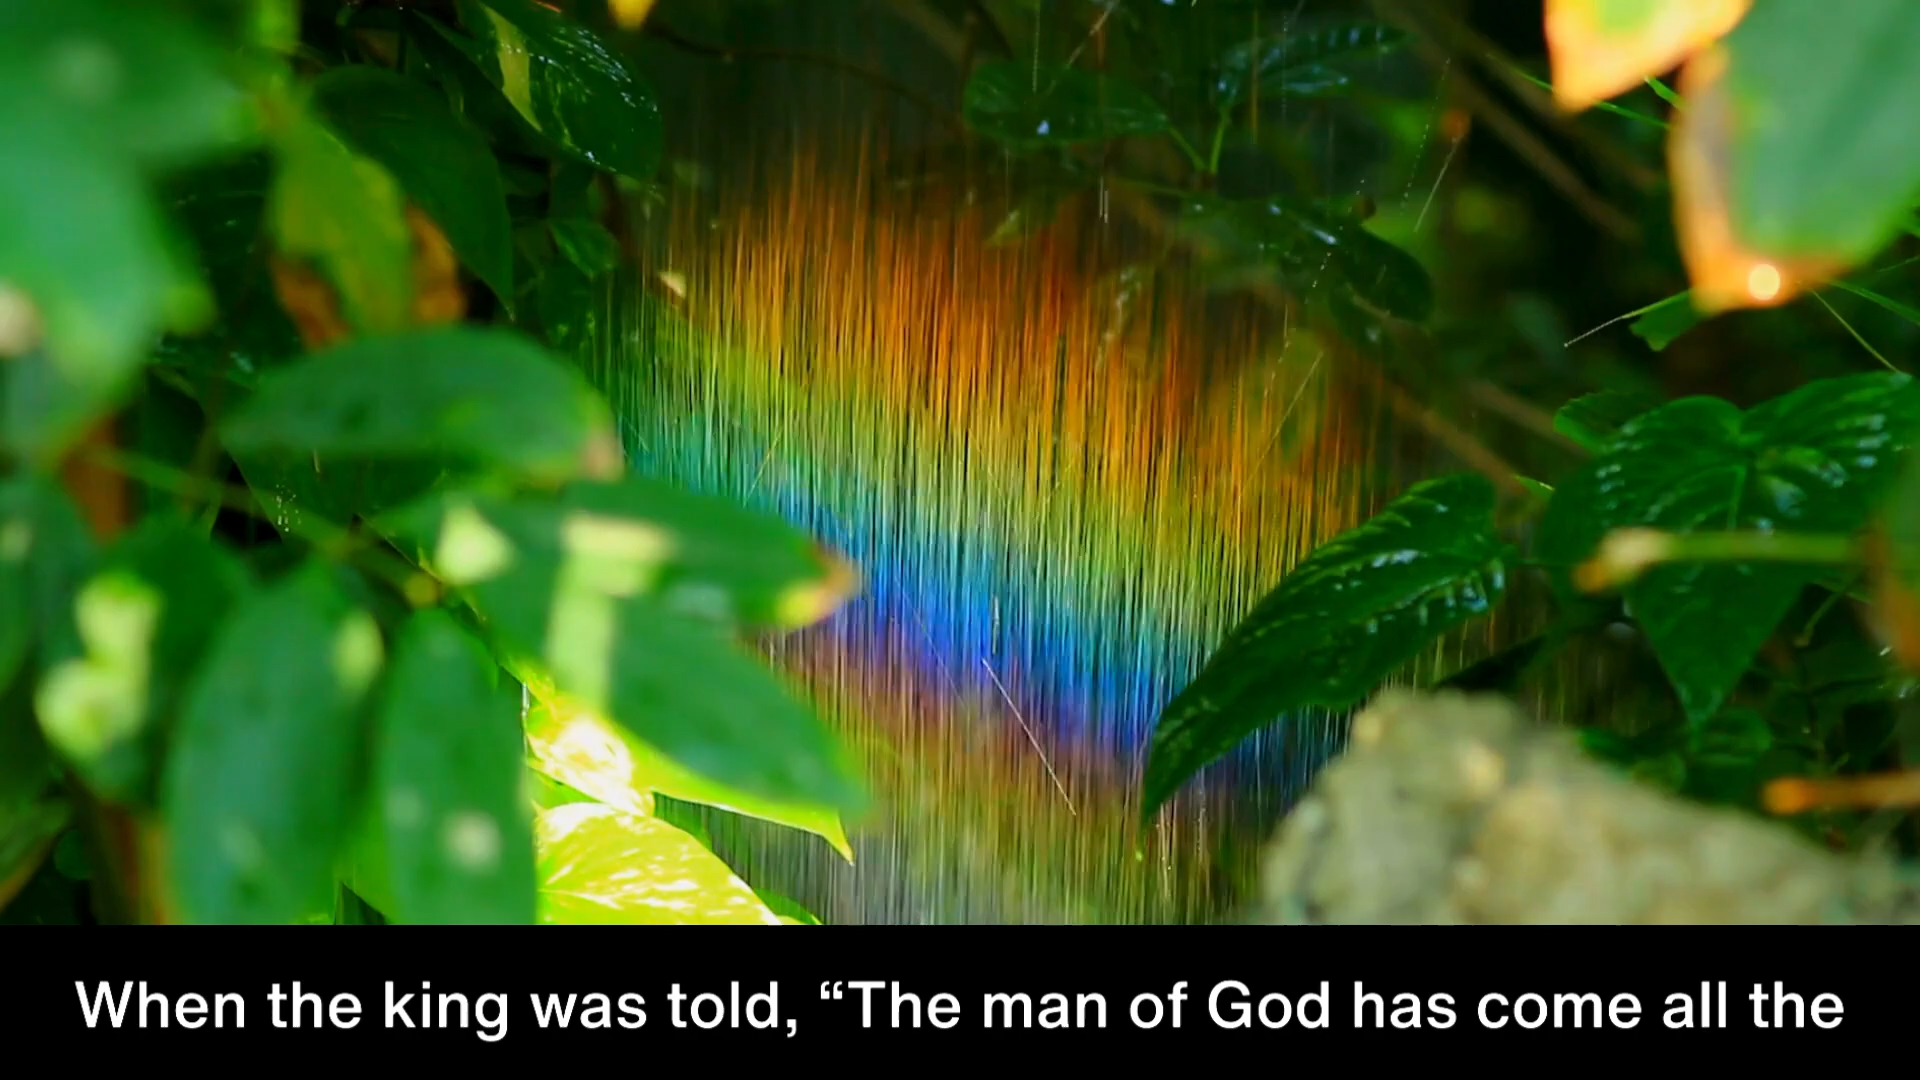 When the king was told, “The man of God has come all the